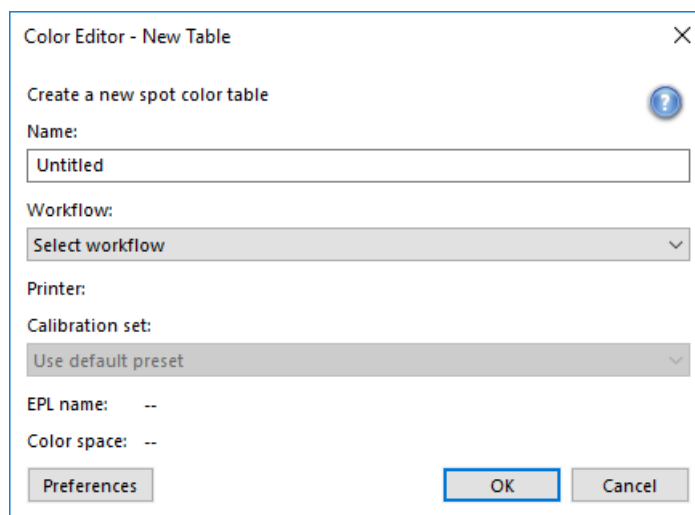 Color Editor - New Table
Create a new spot color table
?
Name:
Untitled
Workflow:
Select workflow
Printer:
Calibration set:
Use default preset
EPL name: --
Color space: --
Preferences OK Cancel